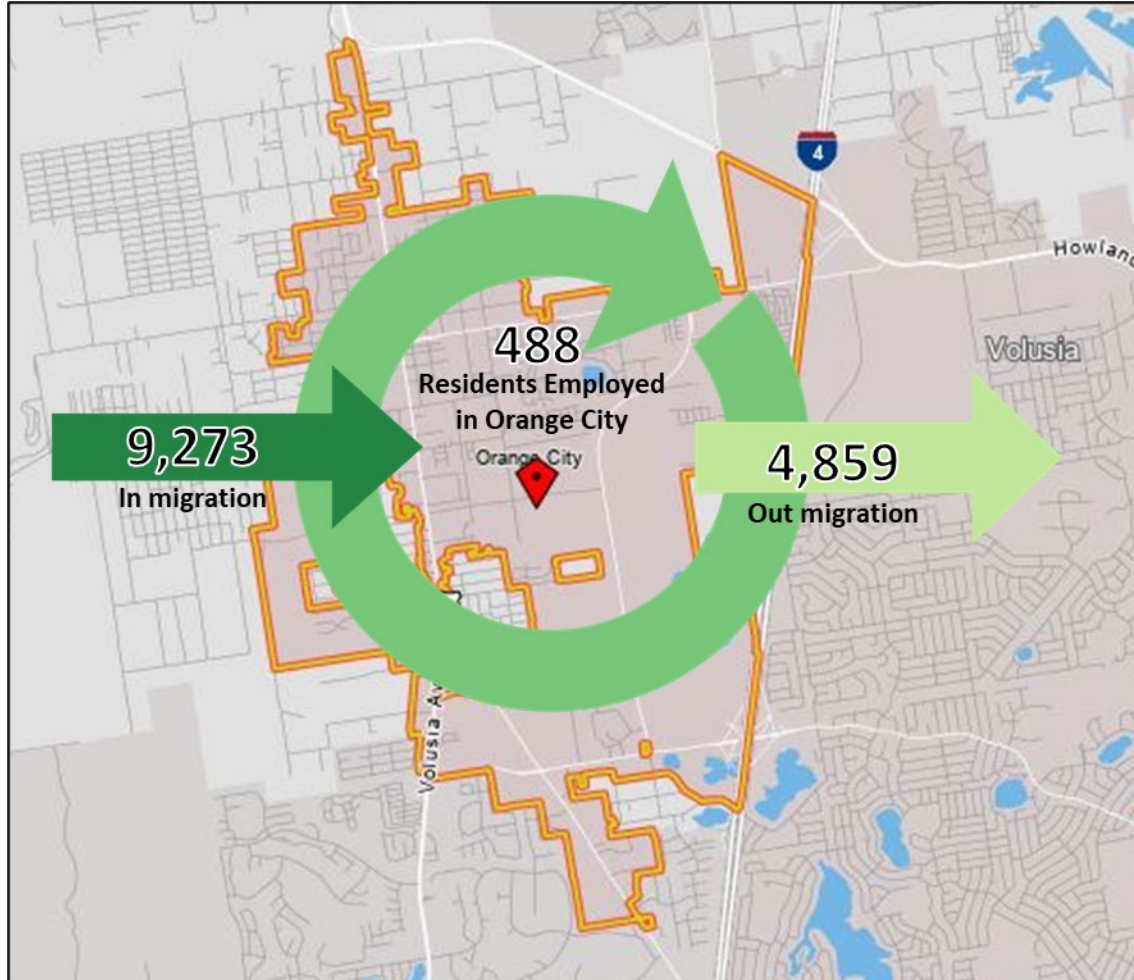 4
Howland
Volusia
488
Residents Employed
in Orange City
Orange City
9,273
In migration
4,859
Out migration
Volusia Av